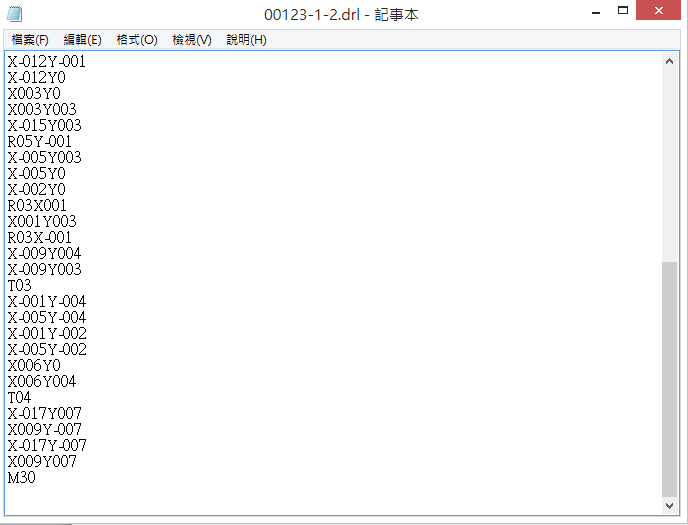 00123-1-2.drl - 記事本
檔案(F) 編輯(E) 格式(O) 檢視(V) 說明(H)
X-012Y-001
X-012Y0
X003Y0
X003Y003
X-015Y003
R05Y-001
X-005Y003
X-005Y0
X-002Y0
R03X001
X001Y003
R03X-001
X-009Y004
X-009Y003
T03
X-001Y-004
X-005Y-004
X-001Y-002
X-005Y-002
X006Y0
X006Y004
T04
X-017Y007
X009Y-007
X-017Y-007
X009Y007
M30